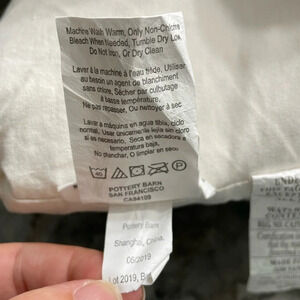 Machine Wash Warm, Only Non-Chlorine
Bleach When Needed, Tumble Dry Low
Do Not Iron, Or Dry Clean
Laver à la machine à l'eau tiède. Utiliser
au besoin un agent de blanchiment
sans chlore, Sécher par culbutage
à basse température.
Ne pas repasser, Ou nettoyer à sec
Lavar a máquina en agua tibia, ciclo
normal. Usar únicamente lejía sin cloro
si es necesario. Seca en secadora a
temperatura baja,
No planchar, O limpiar en séco
POTTERY BARN
SAN FRANCISCO
CA94109
Pottery Barn
Shanghai, China.
05/2019
Lot 2019,
UNDER